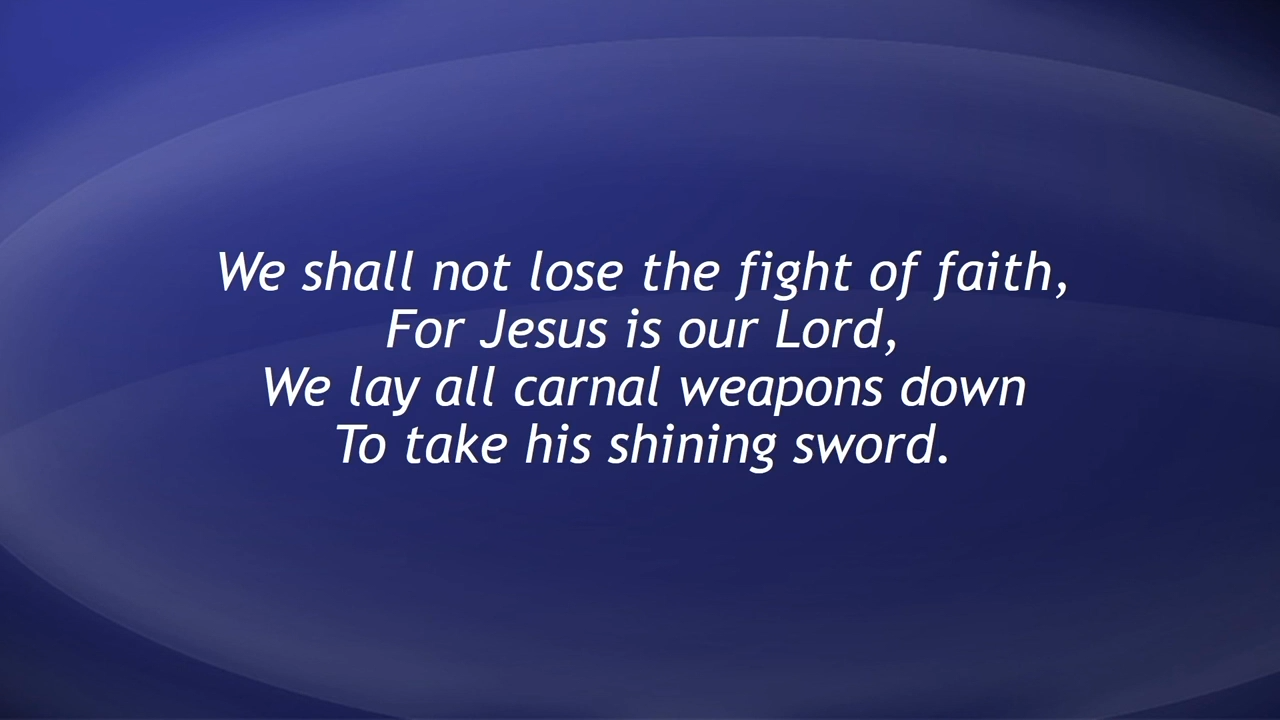 We shall not lose the fight of faith,
For Jesus is our Lord,
We lay all carnal weapons down
To take his shining sword.